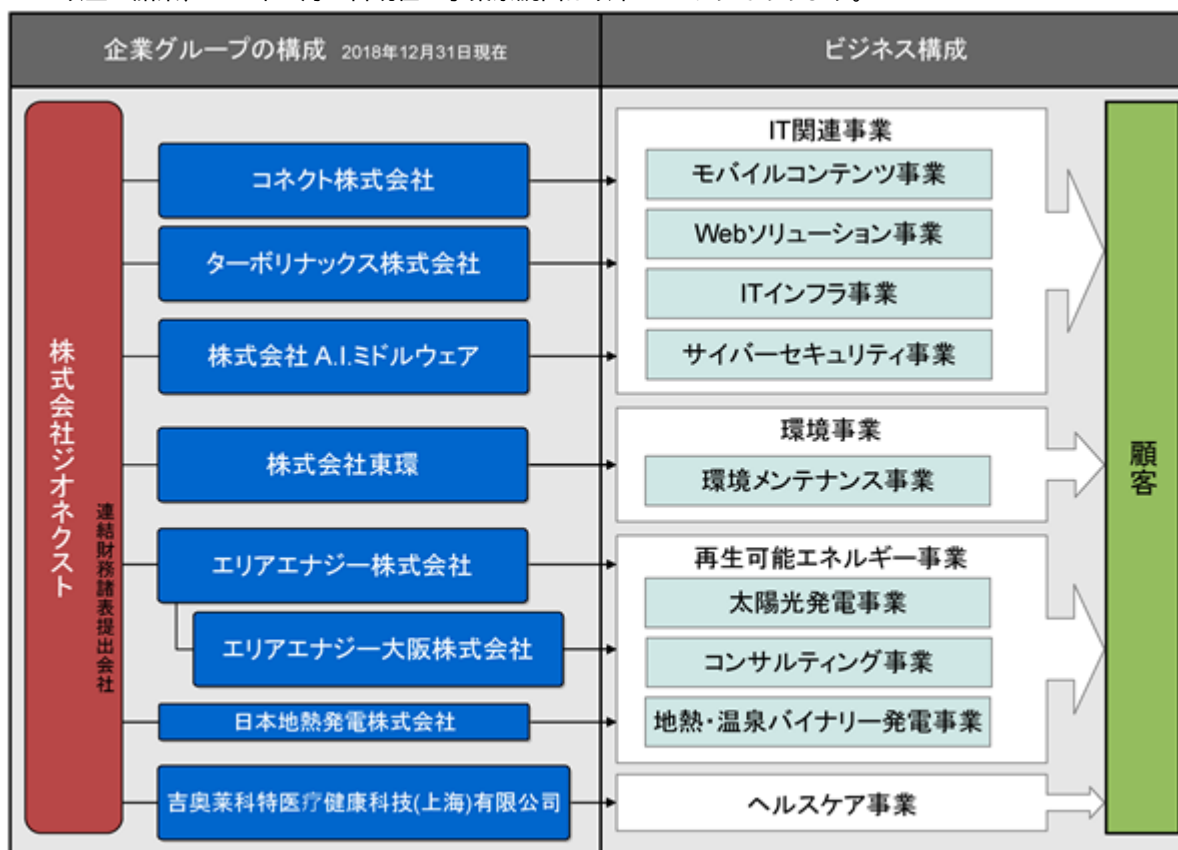 企業グループの構成 2018年12月31日現在
ビジネス構成
株式会社ジオネクスト
連結財務諸表提出会社
コネクト株式会社
ターボリナックス株式会社
株式会社 A.I.ミドルウェア
株式会社東環
エリアエナジー株式会社
エリアエナジー大阪株式会社
日本地熱発電株式会社
吉奥莱科特医疗健康科技(上海)有限公司
IT関連事業
モバイルコンテンツ事業
Webソリューション事業
ITインフラ事業
サイバーセキュリティ事業
環境事業
環境メンテナンス事業
再生可能エネルギー事業
太陽光発電事業
コンサルティング事業
地熱・温泉バイナリー発電事業
ヘルスケア事業
顧客